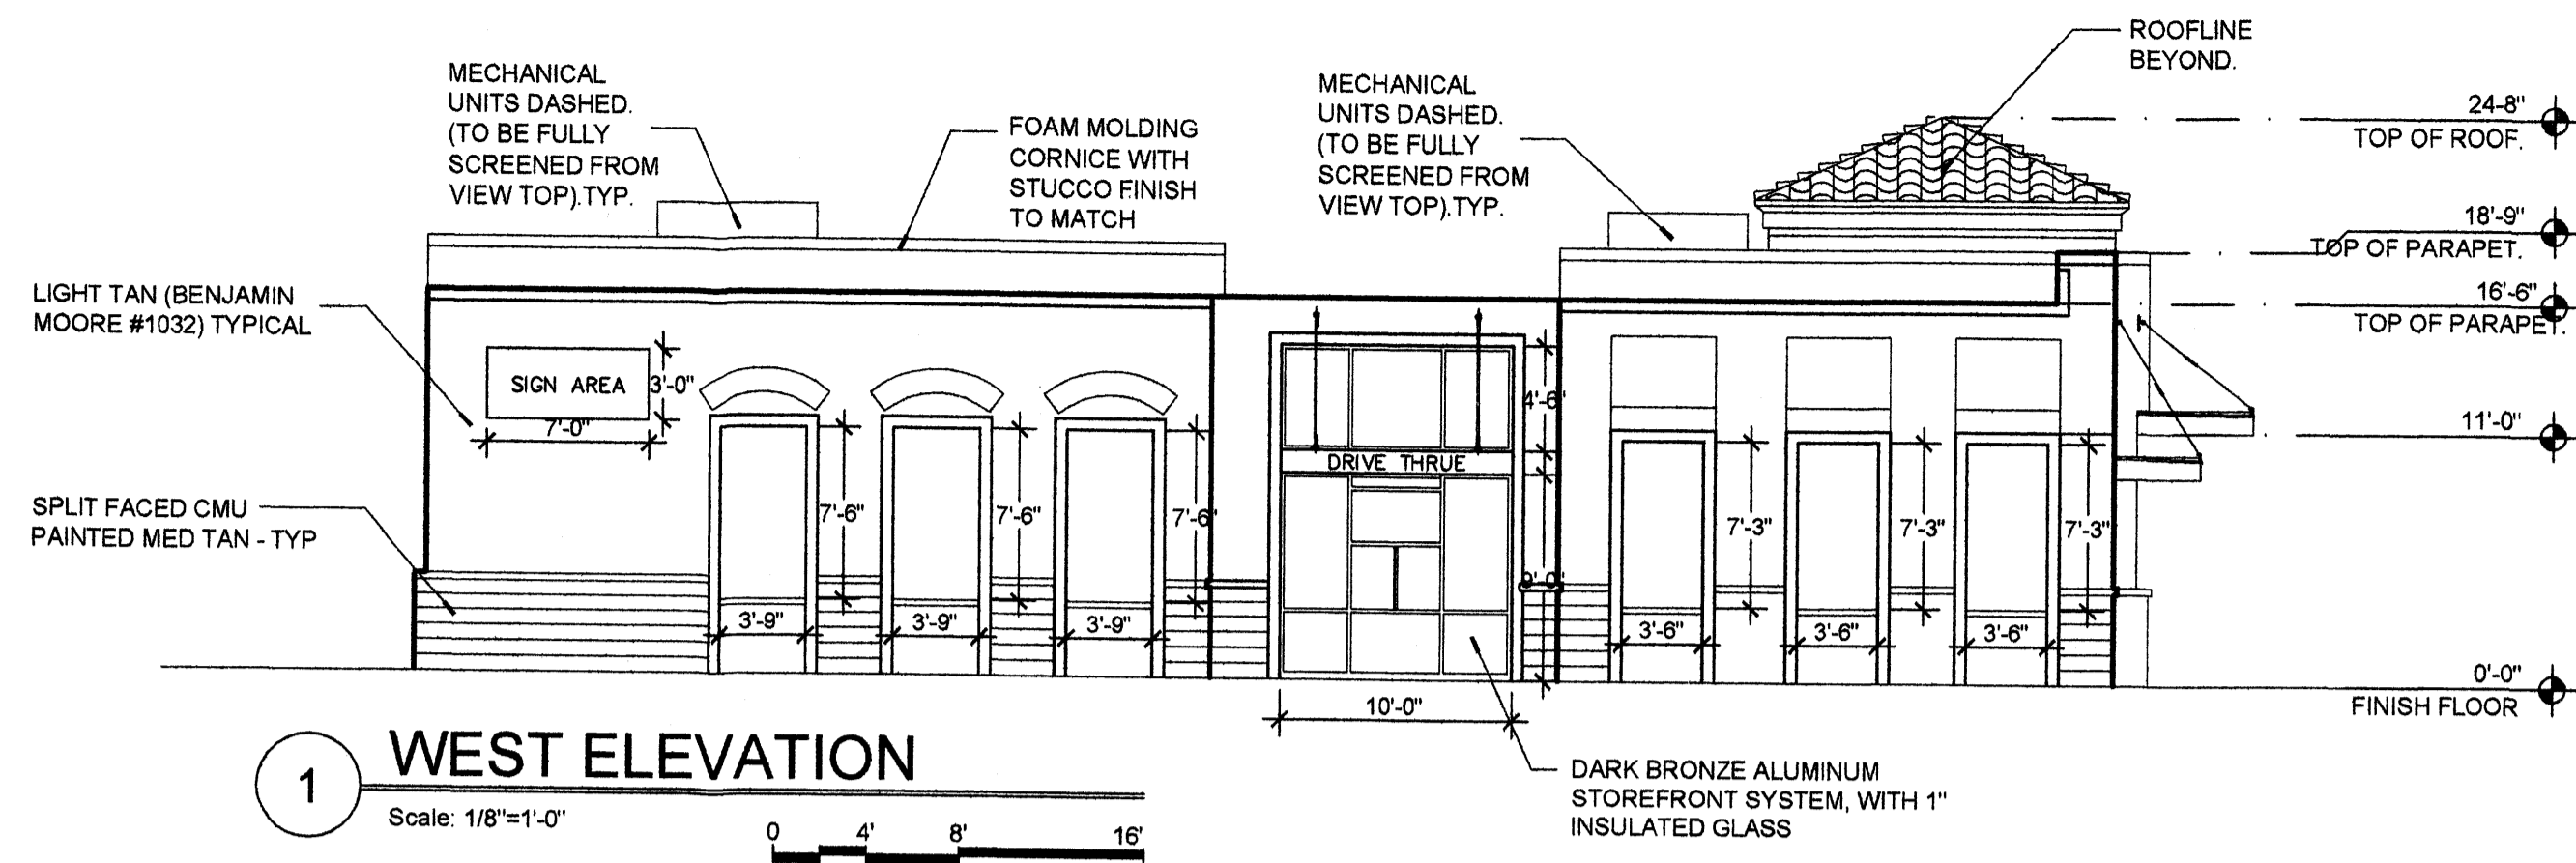 MECHANICAL
UNITS DASHED.
(TO BE FULLY
SCREENED FROM
VIEW TOP).TYP.
FOAM MOLDING
CORNICE WITH
STUCCO FINISH
TO MATCH
MECHANICAL
UNITS DASHED.
(TO BE FULLY
SCREENED FROM
VIEW TOP).TYP.
ROOFLINE
BEYOND.
24-8"
TOP OF ROOF.
18'-9"
TOP OF PARAPET.
16'-6"
TOP OF PARAPET.
11'-0"
0'-0"
FINISH FLOOR
LIGHT TAN (BENJAMIN
MOORE #1032) TYPICAL
SPLIT FACED CMU
PAINTED MED TAN - TYP
SIGN AREA
3'-0"
7'-0"
7'-6"
7'-6"
7'-6"
3'-9"
3'-9"
3'-9"
4'-6"
DRIVE THRUE
9'-0"
10'-0"
7'-3"
7'-3"
7'-3"
3'-6"
3'-6"
3'-6"
DARK BRONZE ALUMINUM
STOREFRONT SYSTEM, WITH 1"
INSULATED GLASS
1
WEST ELEVATION
Scale: 1/8"=1'-0"
0 4' 8' 16'